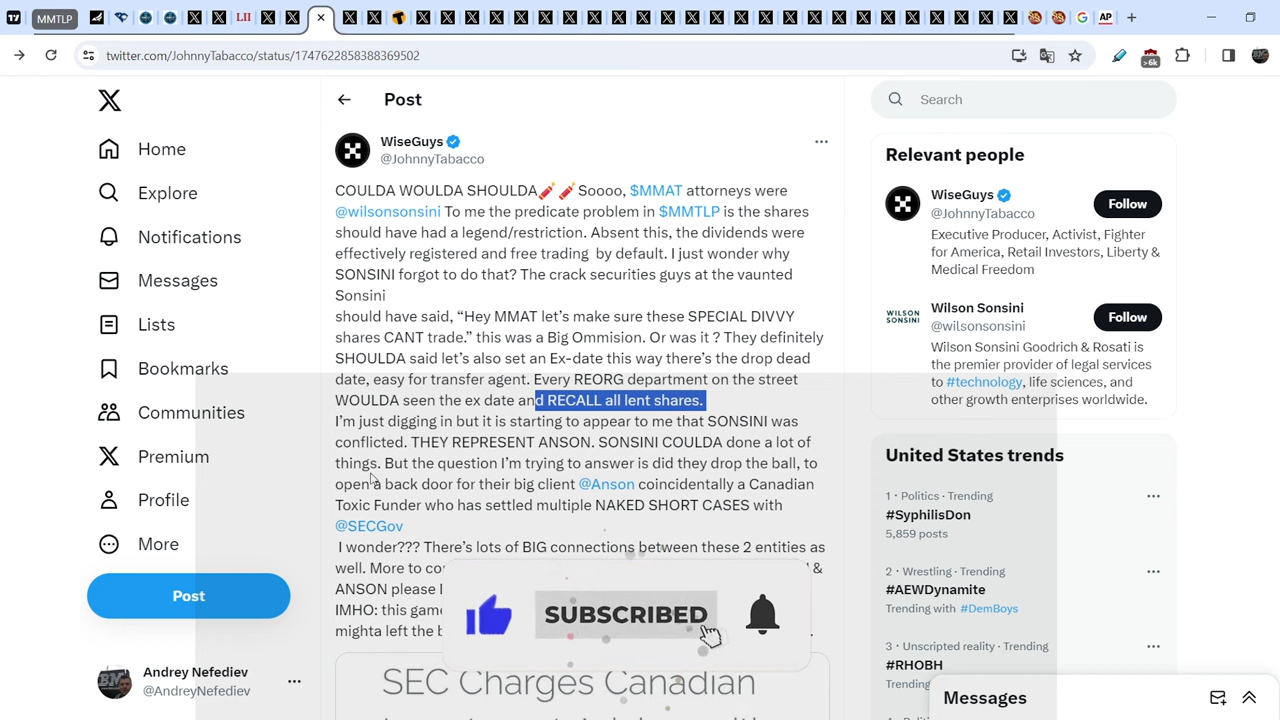 MMTLP
LII
AP
twitter.com/JohnnyTabacco/status/1747622858388369502
>6k
Home
Explore
Notifications
Messages
Lists
Bookmarks
Communities
Premium
Profile
More
Post
Andrey Nefediev
@AndreyNefediev
Post
WiseGuys
@JohnnyTabacco
COULDA WOULDA SHOULDA🧨 🧨Soooo, $MMAT attorneys were
@wilsonsonsini To me the predicate problem in $MMTLP is the shares
should have had a legend/restriction. Absent this, the dividends were
effectively registered and free trading by default. I just wonder why
SONSINI forgot to do that? The crack securities guys at the vaunted
Sonsini
should have said, “Hey MMAT let’s make sure these SPECIAL DIVVY
shares CANT trade.” this was a Big Ommision. Or was it ? They definitely
SHOULDA said let’s also set an Ex-date this way there’s the drop dead
date, easy for transfer agent. Every REORG department on the street
WOULDA seen the ex date and RECALL all lent shares.
I’m just digging in but it is starting to appear to me that SONSINI was
conflicted. THEY REPRESENT ANSON. SONSINI COULDA done a lot of
things. But the question I’m trying to answer is did they drop the ball, to
open a back door for their big client @Anson coincidentally a Canadian
Toxic Funder who has settled multiple NAKED SHORT CASES with
@SECGov
I wonder??? There’s lots of BIG connections between these 2 entities as
well. More to co
&
ANSON please
IMHO: this gam
mighta left the b
SUBSCRIBED
SEC Charges Canadian
Search
Relevant people
WiseGuys
Follow
@JohnnyTabacco
Executive Producer, Activist, Fighter
for America, Retail Investors, Liberty &
Medical Freedom
WILSON
SONSINI
Wilson Sonsini
Follow
@wilsonsonsini
Wilson Sonsini Goodrich & Rosati is
the premier provider of legal services
to #technology, life sciences, and
other growth enterprises worldwide.
United States trends
1 · Politics · Trending
#SyphilisDon
5,859 posts
2 · Wrestling · Trending
#AEWDynamite
Trending with #DemBoys
3 · Unscripted reality · Trending
#RHOBH
Trending
Messages